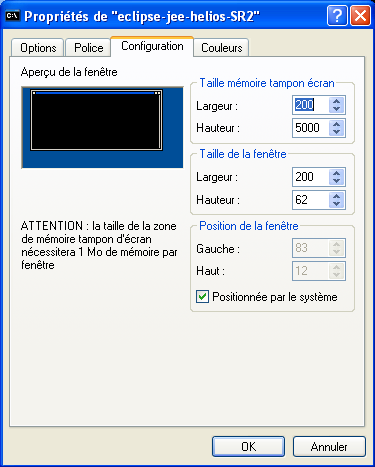 C:\ Propriétés de "eclipse-jee-helios-SR2"
Options Police Configuration Couleurs
Aperçu de la fenêtre
Taille mémoire tampon écran
Largeur : 200
Hauteur : 5000
Taille de la fenêtre
Largeur : 200
Hauteur : 62
ATTENTION : la taille de la zone
de mémoire tampon d'écran
nécessitera 1 Mo de mémoire par
fenêtre
Position de la fenêtre
Gauche : 83
Haut : 12
Positionnée par le système
OK Annuler